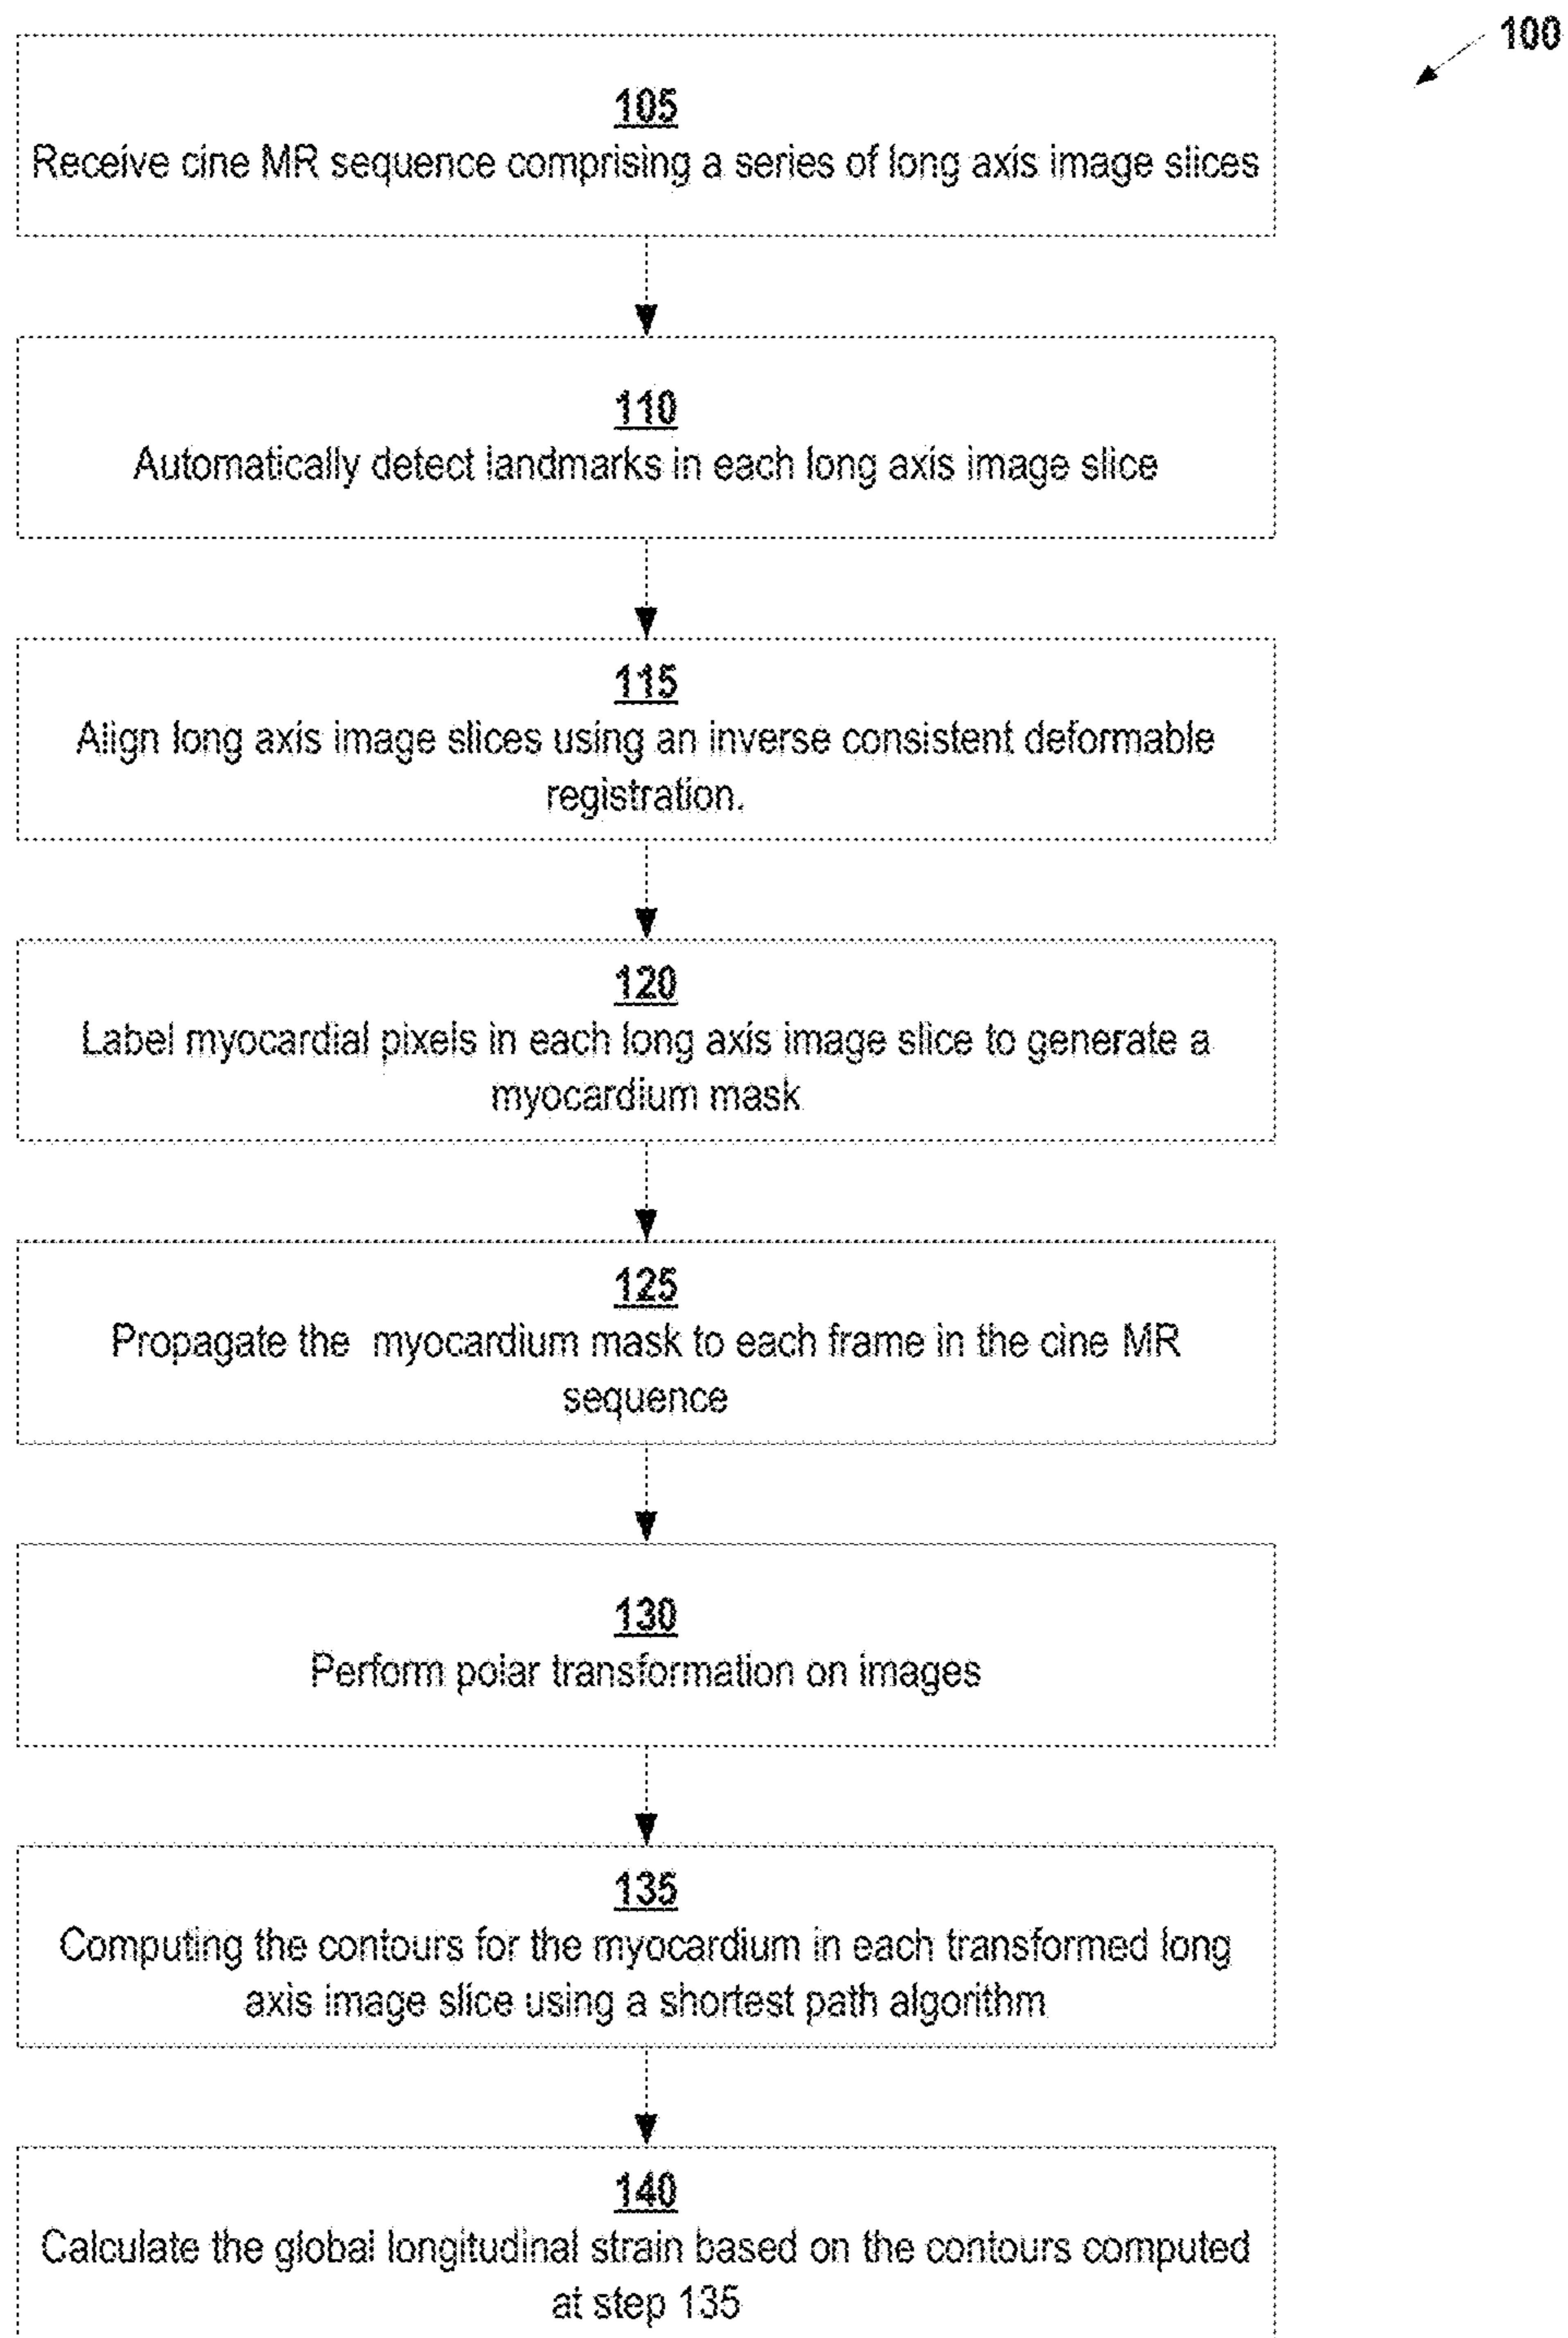 100
105
Receive cine MR sequence comprising a series of long axis image slices
110
Automatically detect landmarks in each long axis image slice
115
Align long axis image slices using an inverse consistent deformable
registration.
120
Label myocardial pixels in each long axis image slice to generate a
myocardium mask
125
Propagate the myocardium mask to each frame in the cine MR
sequence
130
Perform polar transformation on images
135
Computing the contours for the myocardium in each transformed long
axis image slice using a shortest path algorithm
140
Calculate the global longitudinal strain based on the contours computed
at step 135